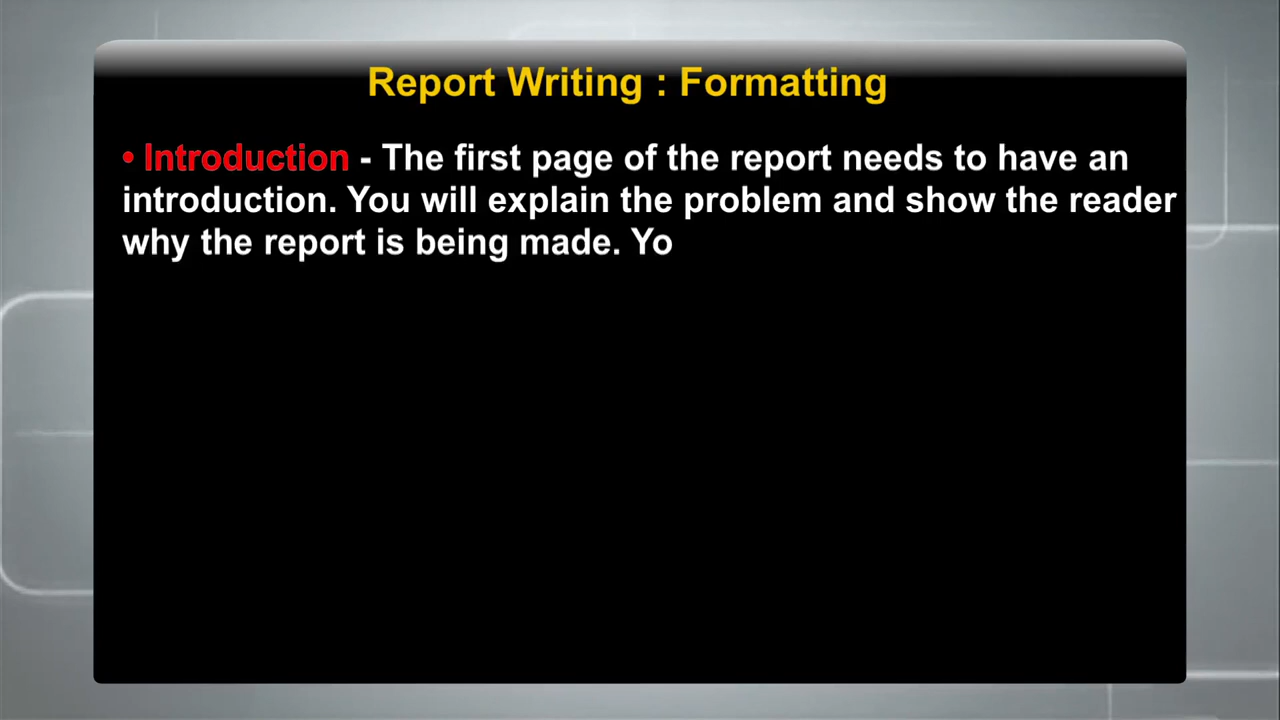 Report Writing : Formatting
• Introduction - The first page of the report needs to have an
introduction. You will explain the problem and show the reader
why the report is being made. Yo